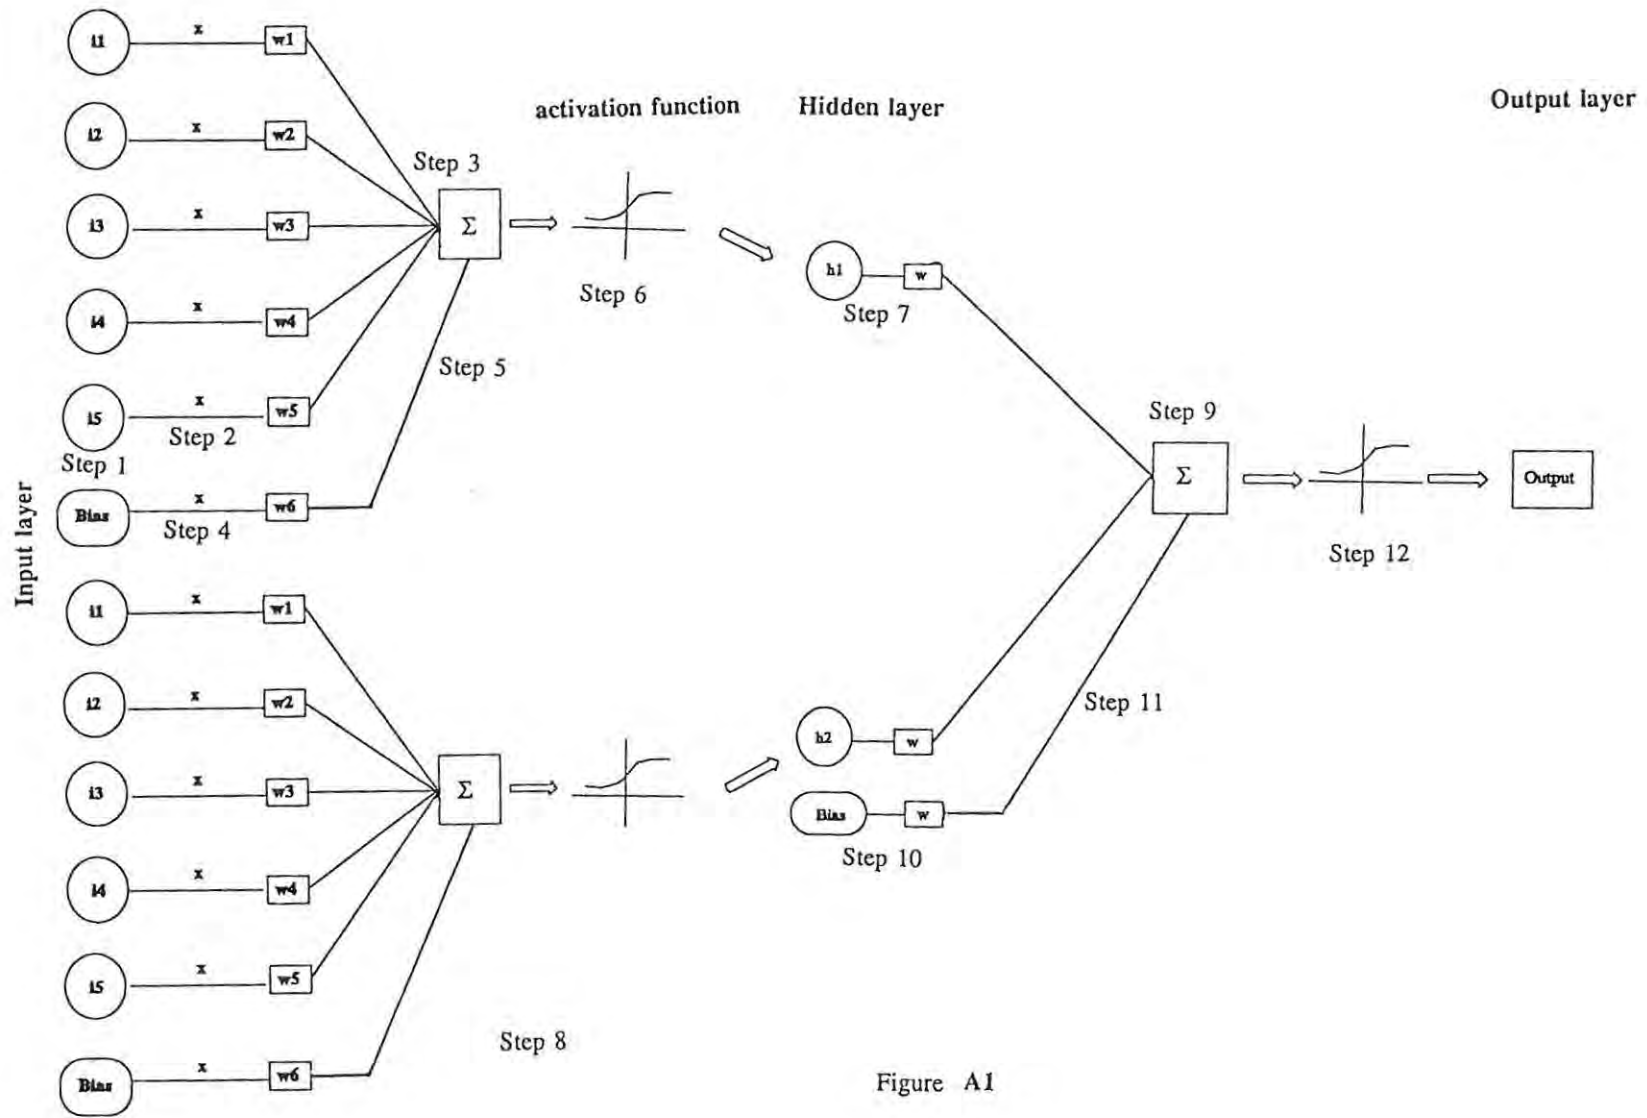 i1 x w1
activation function Hidden layer Output layer
i2 x w2
Step 3
i3 x w3 Σ
h1 w
Step 6
Step 7
i4 x w4
Step 5
i5 x w5
Step 2
Step 1
Step 9
Σ Output
Bias x w6
Step 4
Step 12
Input layer
i1 x w1
i2 x w2
Step 11
h2 w
i3 x w3 Σ
Bias w
Step 10
i4 x w4
i5 x w5
Step 8
Bias x w6
Figure A1